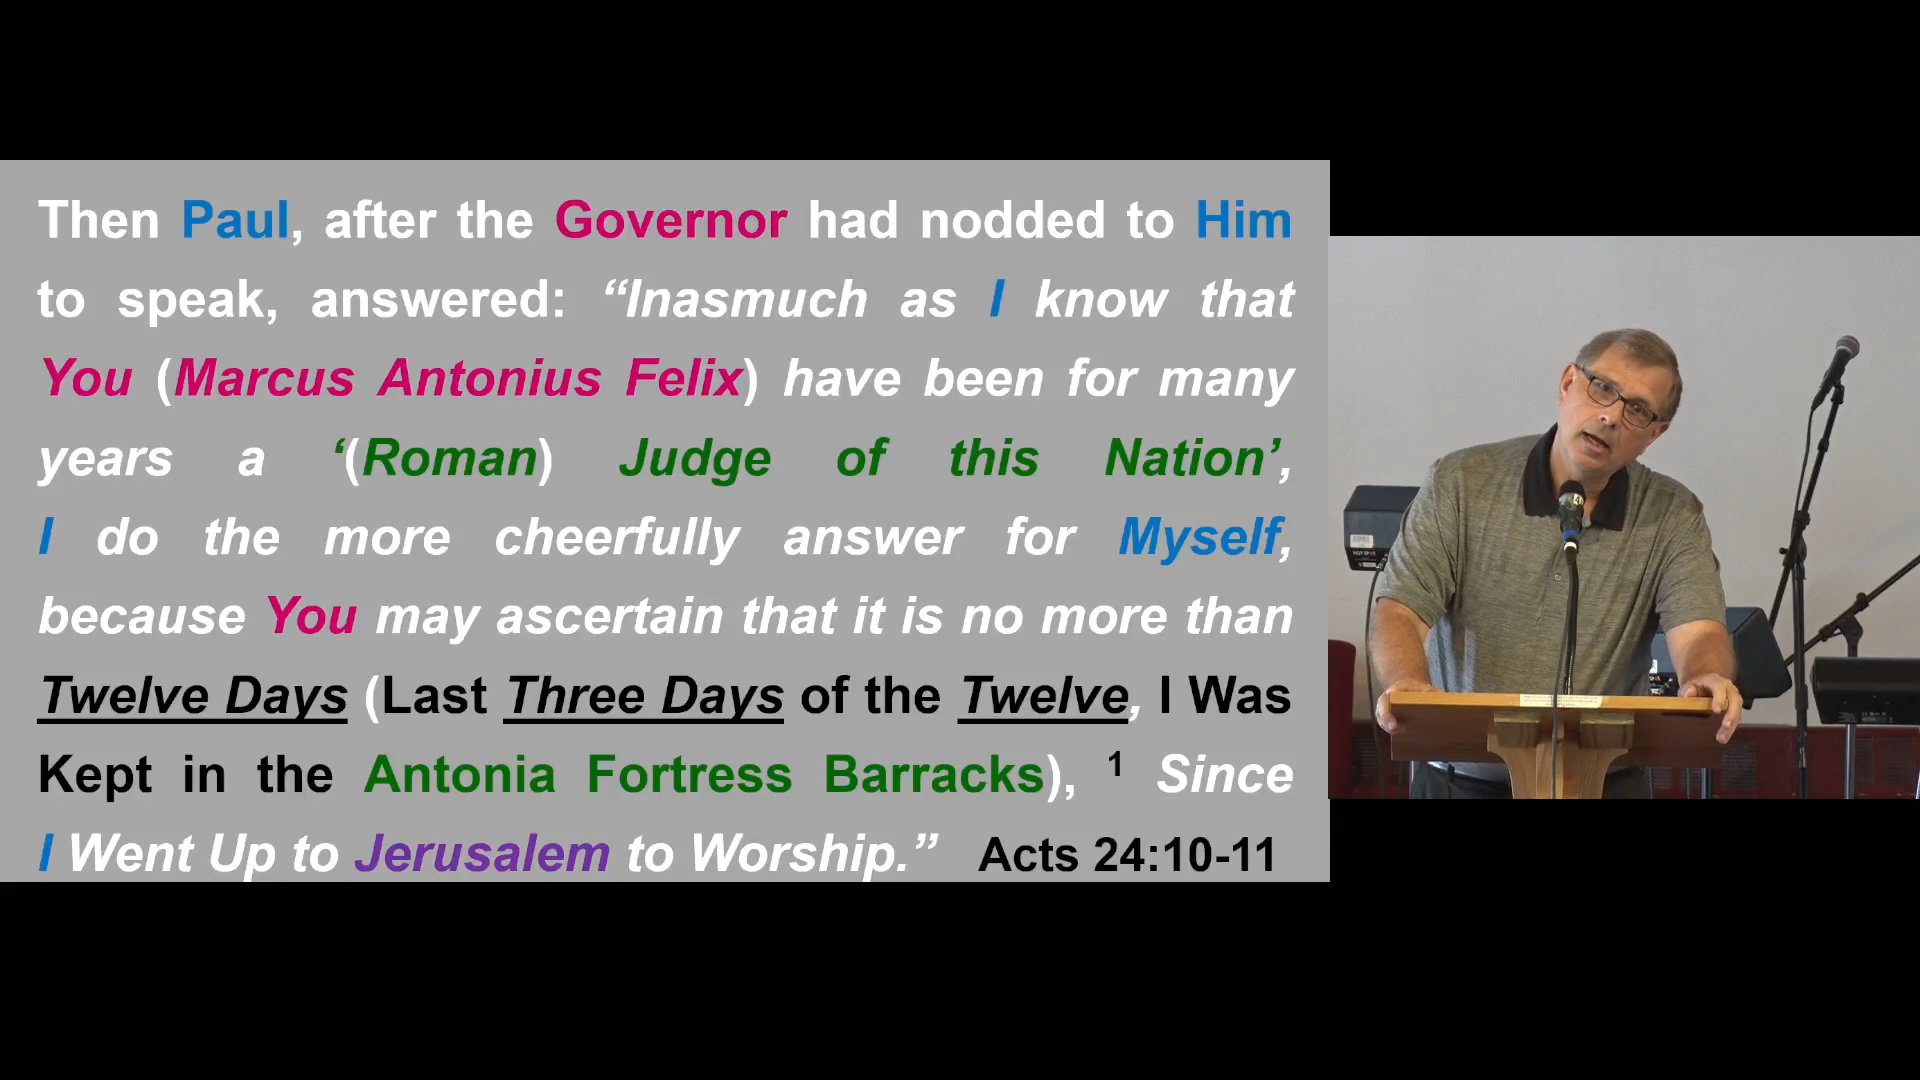 Then Paul, after the Governor had nodded to Him
to speak, answered: “Inasmuch as I know that
You (Marcus Antonius Felix) have been for many
years a ‘(Roman) Judge of this Nation’,
I do the more cheerfully answer for Myself,
because You may ascertain that it is no more than
Twelve Days (Last Three Days of the Twelve, I Was
Kept in the Antonia Fortress Barracks), 1 Since
I Went Up to Jerusalem to Worship.” Acts 24:10-11
HOT SPOT